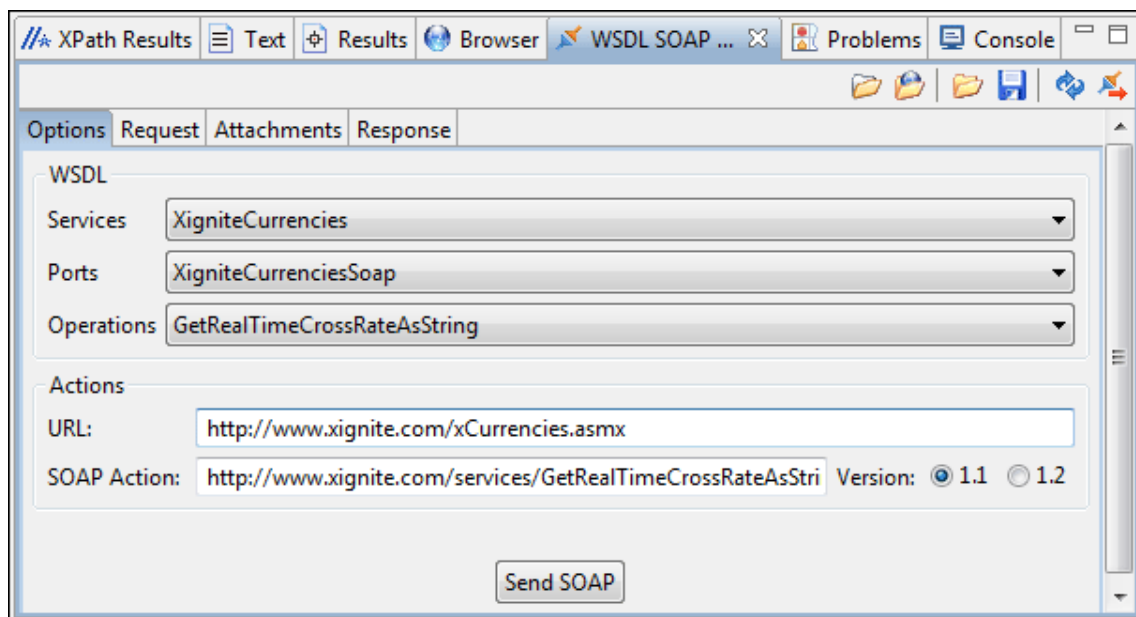 XPath Results Text Results Browser WSDL SOAP ... Problems Console
Options Request Attachments Response
WSDL
Services XigniteCurrencies
Ports XigniteCurrenciesSoap
Operations GetRealTimeCrossRateAsString
Actions
URL: http://www.xignite.com/xCurrencies.asmx
SOAP Action: http://www.xignite.com/services/GetRealTimeCrossRateAsStri Version: 1.1 1.2
Send SOAP